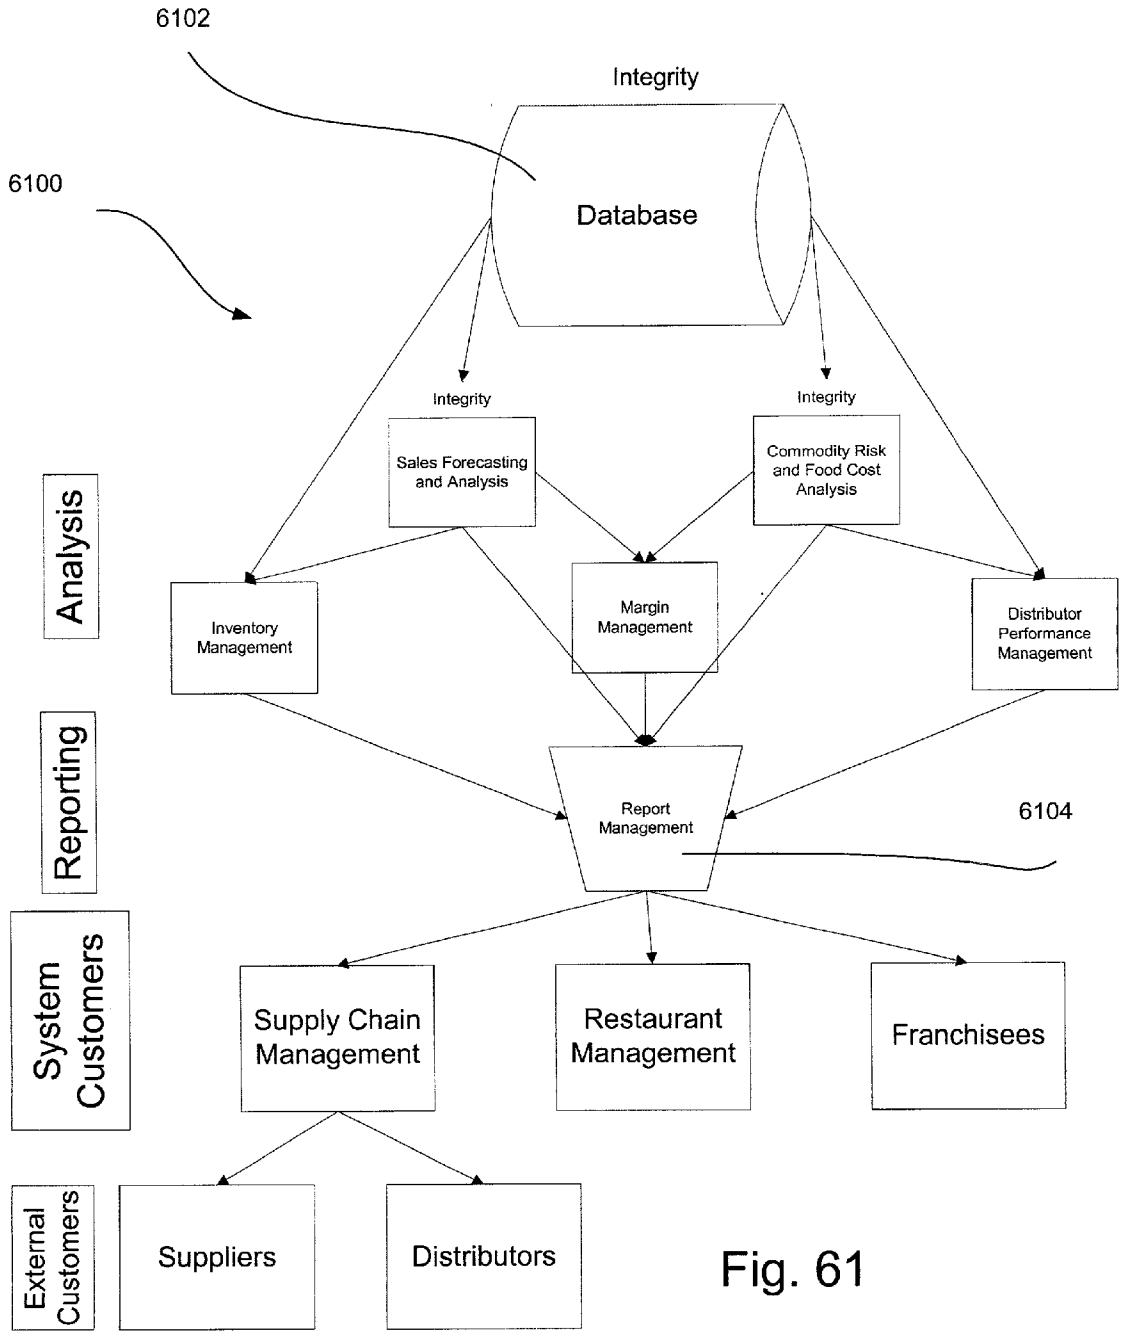 6102
Integrity
6100
Database
Integrity
Integrity
Sales Forecasting
and Analysis
Commodity Risk
and Food Cost
Analysis
Analysis
Inventory
Management
Margin
Management
Distributor
Performance
Management
Reporting
Report
Management
6104
System
Customers
Supply Chain
Management
Restaurant
Management
Franchisees
External
Customers
Suppliers
Distributors
Fig. 61